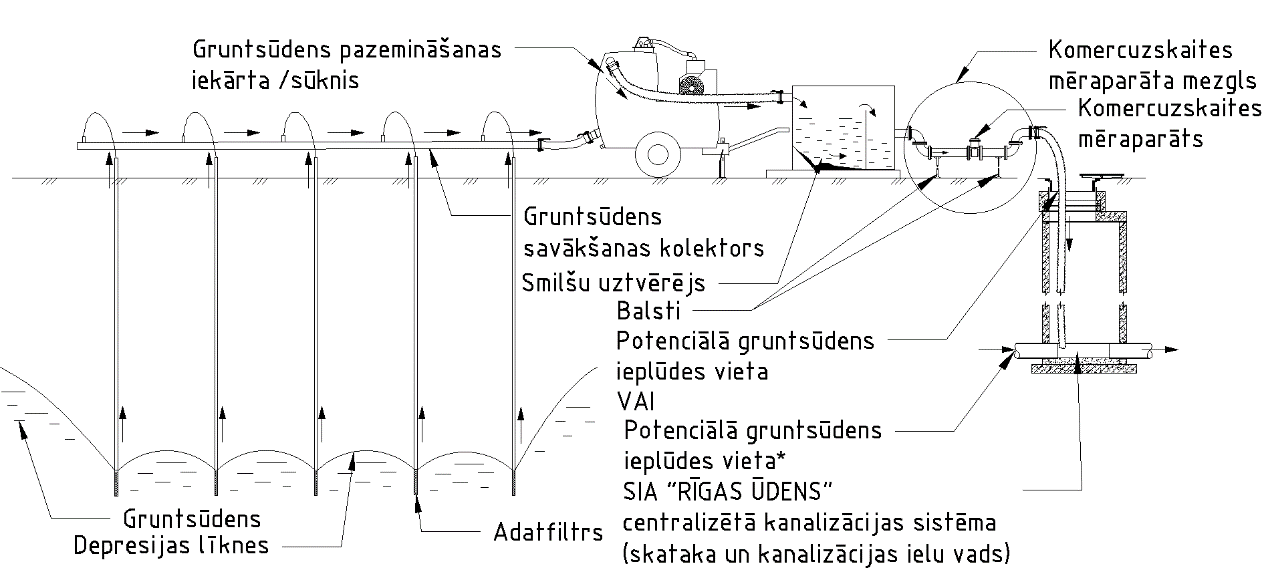 Gruntsūdens pazemināšanas
iekārta /sūknis
Komercuzskaites
mēraparāta mezgls
Komercuzskaites
mēraparāts
Gruntsūdens
savākšanas kolektors
Smilšu uztvērējs
Balsti
Potenciālā gruntsūdens
ieplūdes vieta
VAI
Potenciālā gruntsūdens
ieplūdes vieta*
SIA "RĪGAS ŪDENS"
centralizētā kanalizācijas sistēma
(skataka un kanalizācijas ielu vads)
Gruntsūdens
Depresijas līknes
Adatfiltrs